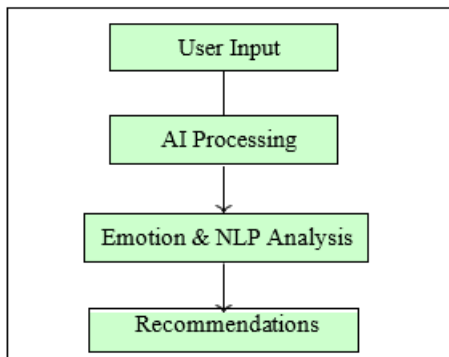 User Input
AI Processing
Emotion & NLP Analysis
Recommendations